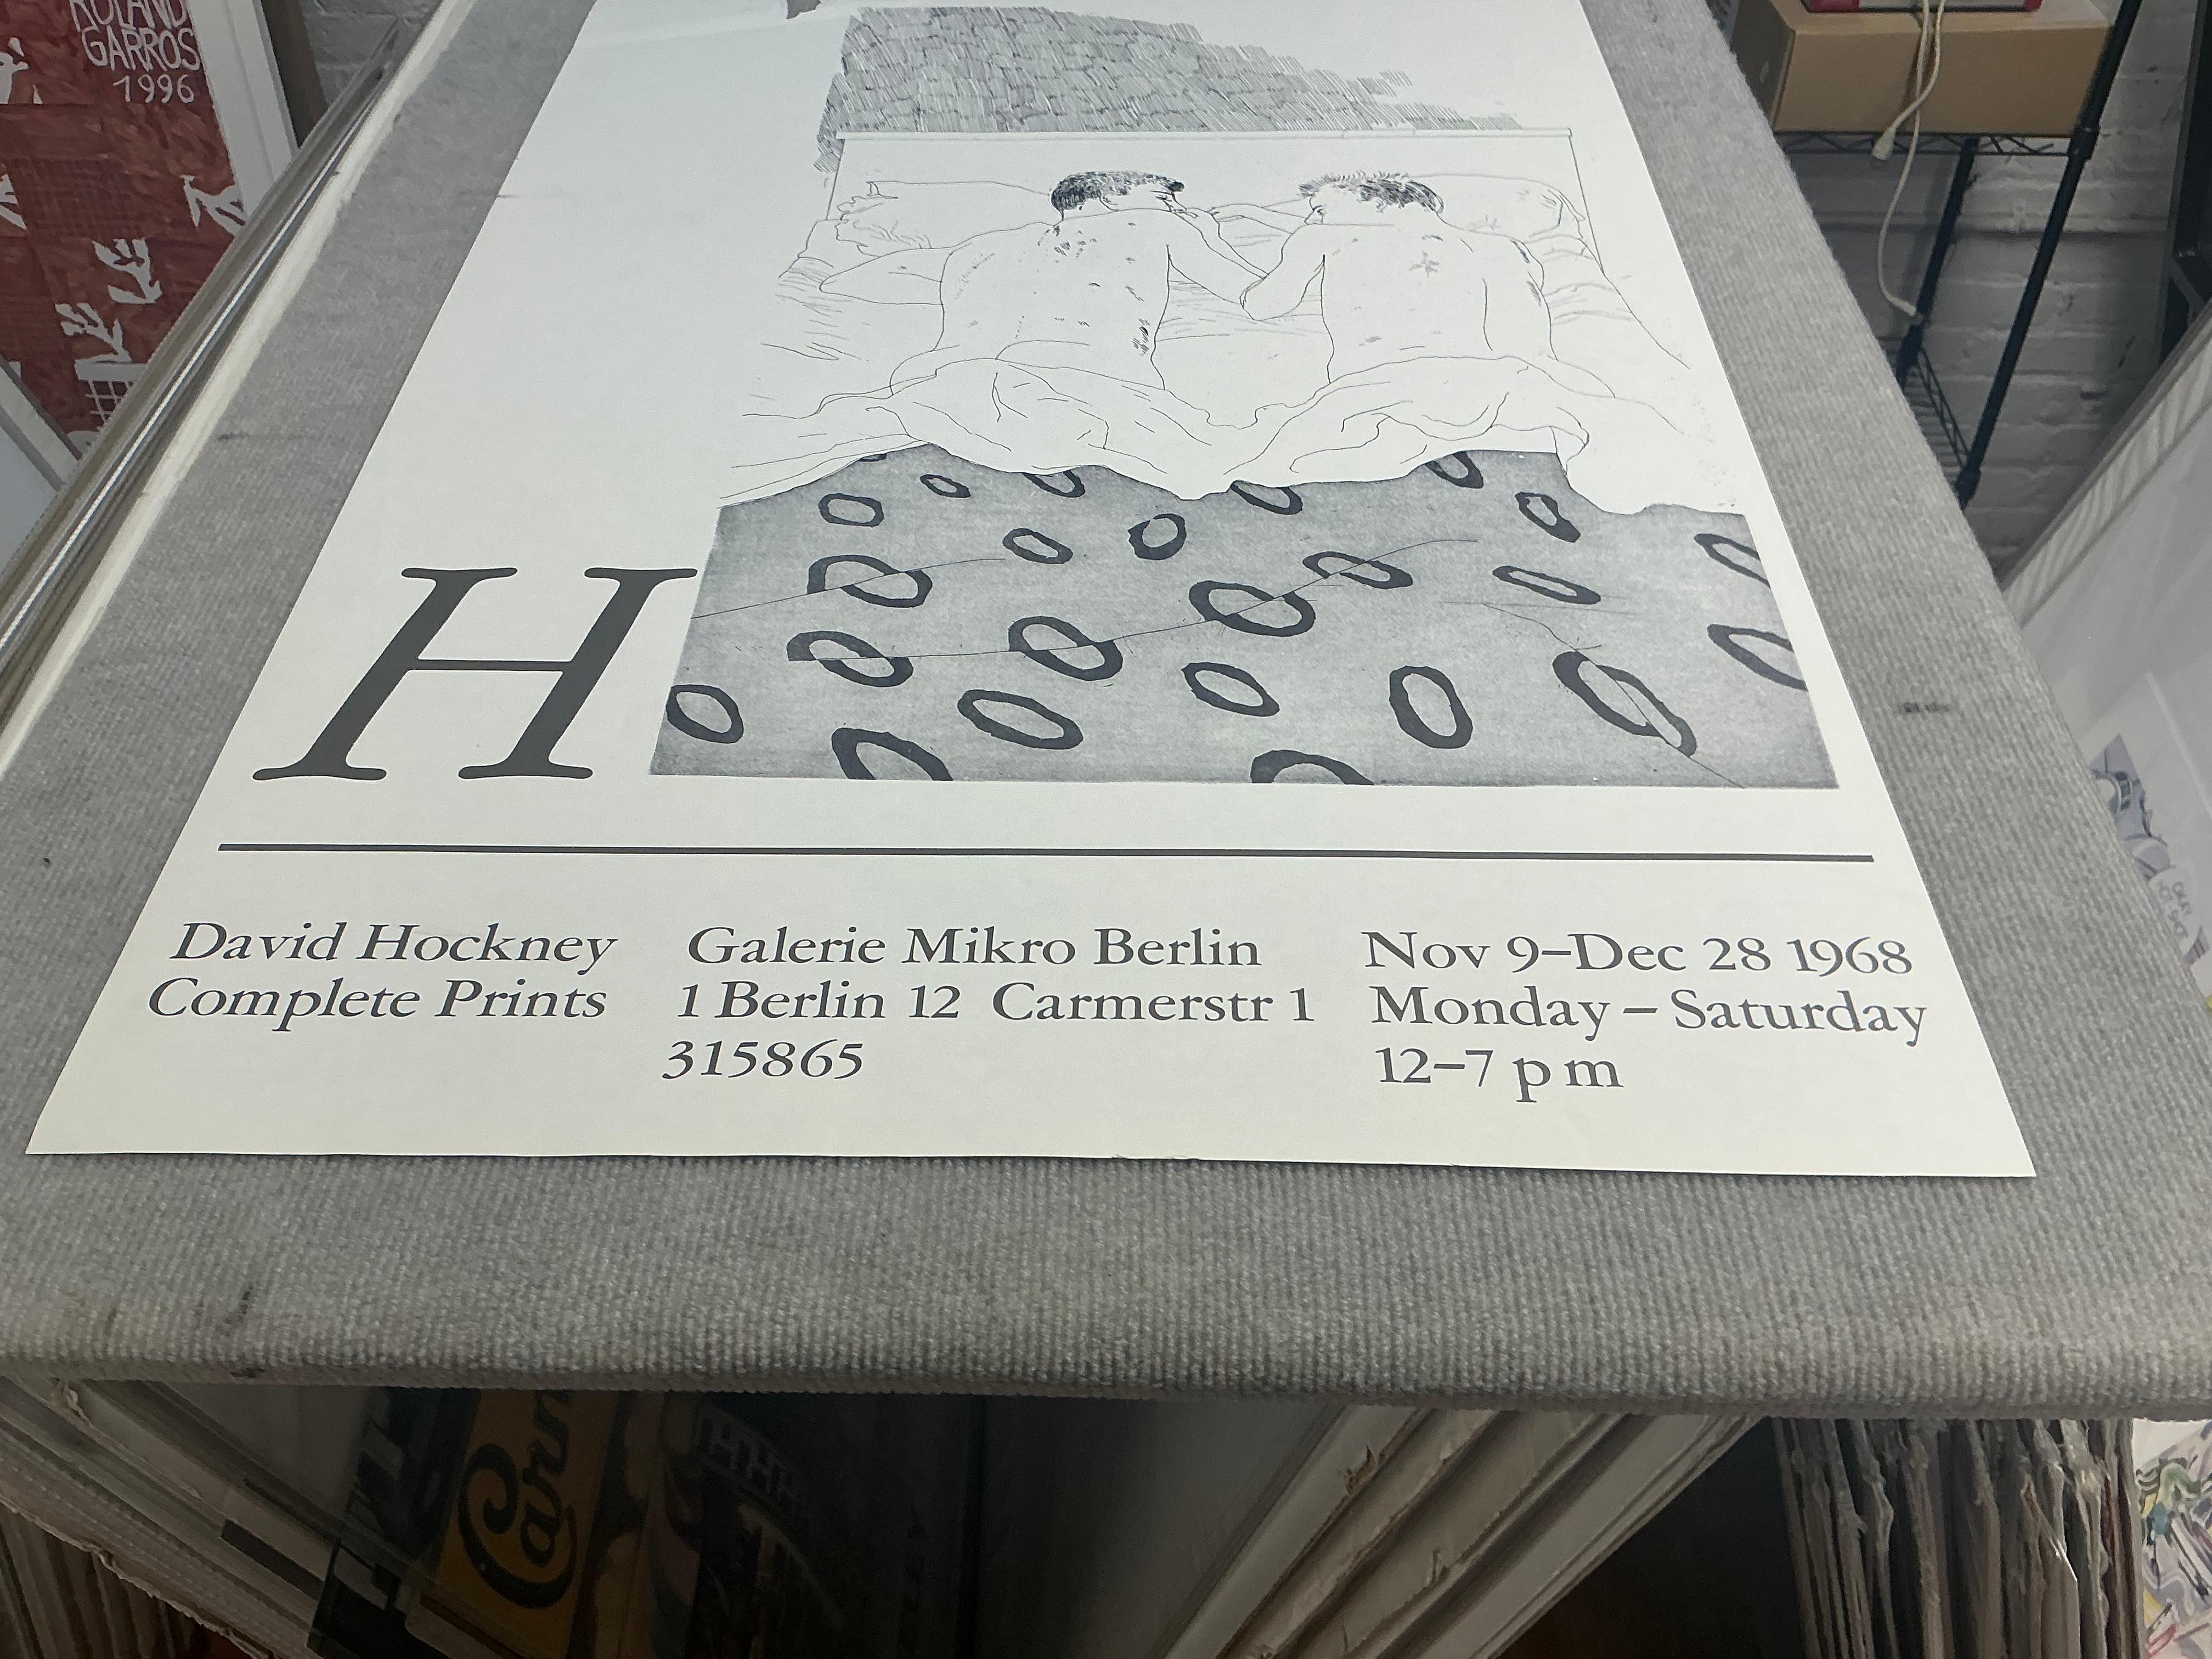 ROLAND
GARROS
1996
H
David Hockney
Complete Prints
Galerie Mikro Berlin
1 Berlin 12 Carmerstr 1
315865
Nov 9–Dec 28 1968
Monday – Saturday
12–7 pm